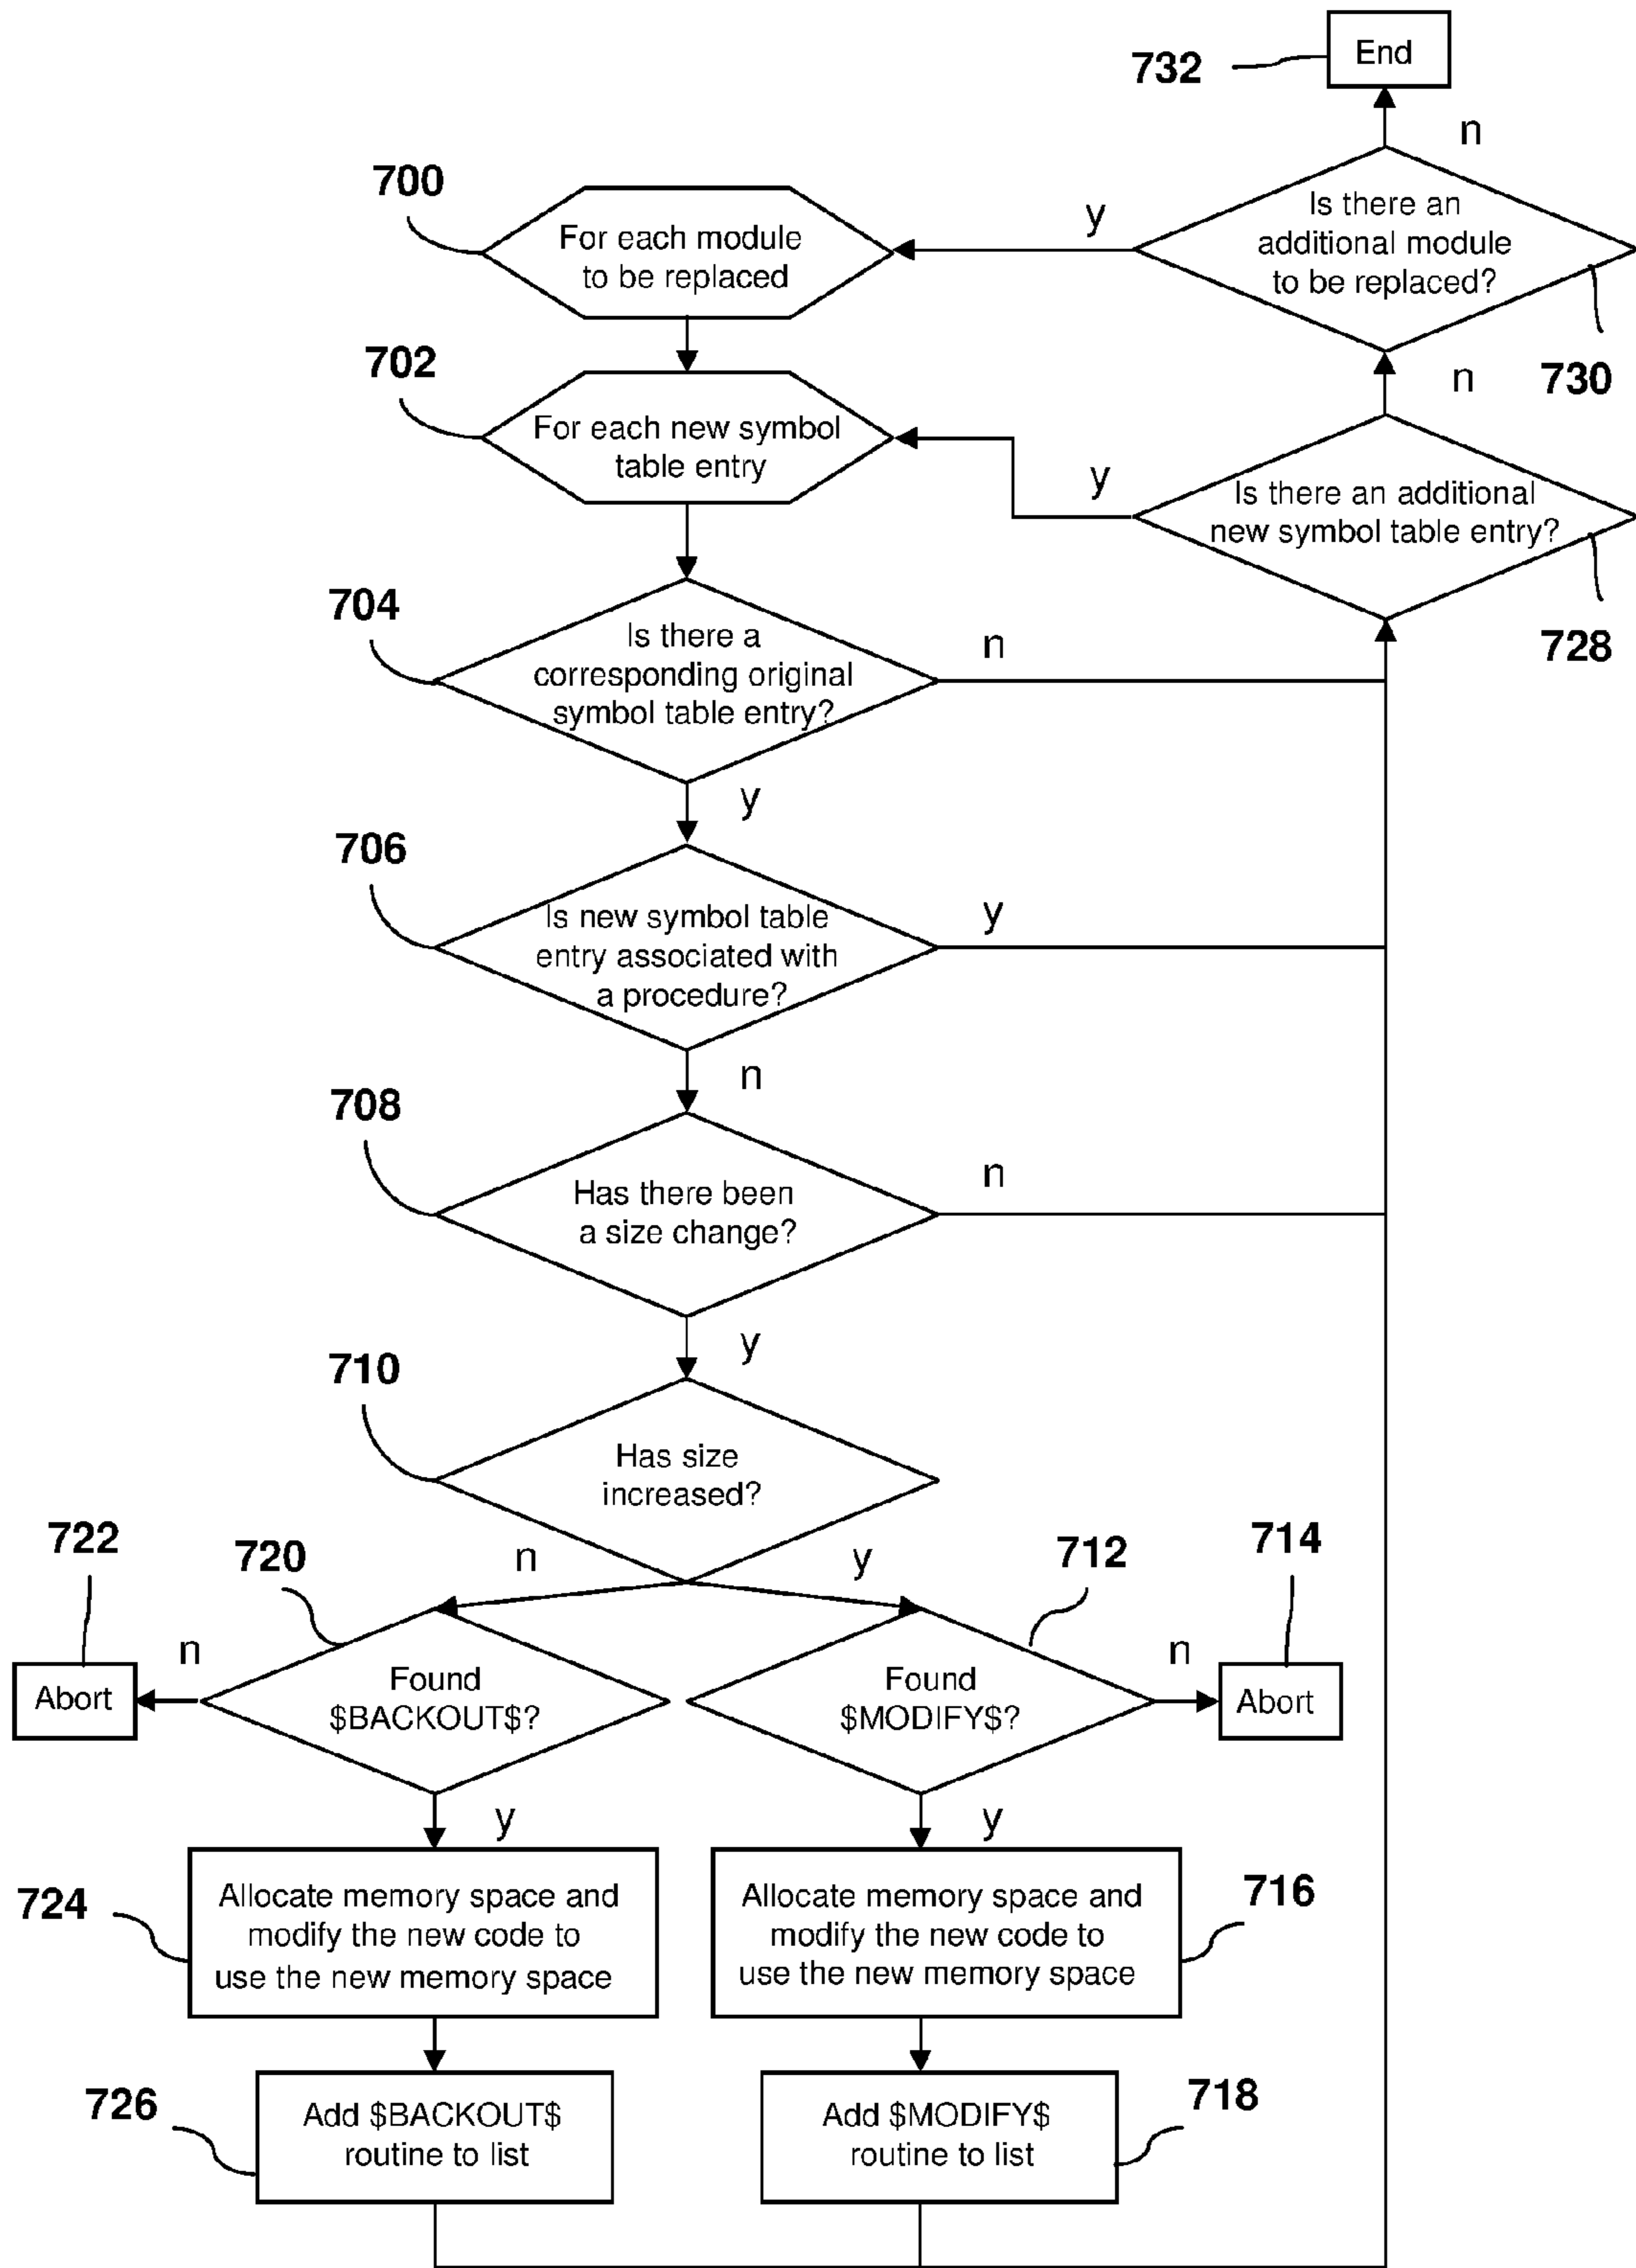 732
End
n
700
For each module
to be replaced
y
Is there an
additional module
to be replaced?
730
n
702
For each new symbol
table entry
y
Is there an additional
new symbol table entry?
728
704
Is there a
corresponding original
symbol table entry?
n
y
706
Is new symbol table
entry associated with
a procedure?
y
n
708
Has there been
a size change?
n
y
710
Has size
increased?
722
720
n
y
712
714
n
Abort
Found
$BACKOUT$?
Found
$MODIFY$?
n
Abort
y
y
724
Allocate memory space and
modify the new code to
use the new memory space
Allocate memory space and
modify the new code to
use the new memory space
716
726
Add $BACKOUT$
routine to list
Add $MODIFY$
routine to list
718